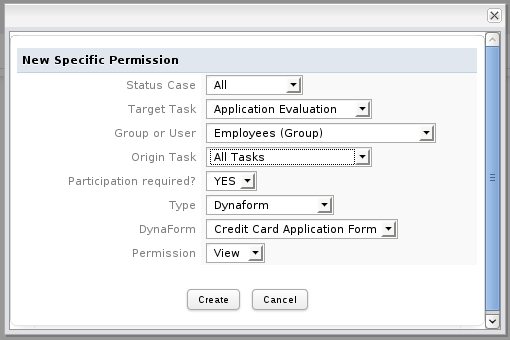 New Specific Permission
Status Case All
Target Task Application Evaluation
Group or User Employees (Group)
Origin Task All Tasks
Participation required? YES
Type Dynaform
DynaForm Credit Card Application Form
Permission View
Create Cancel